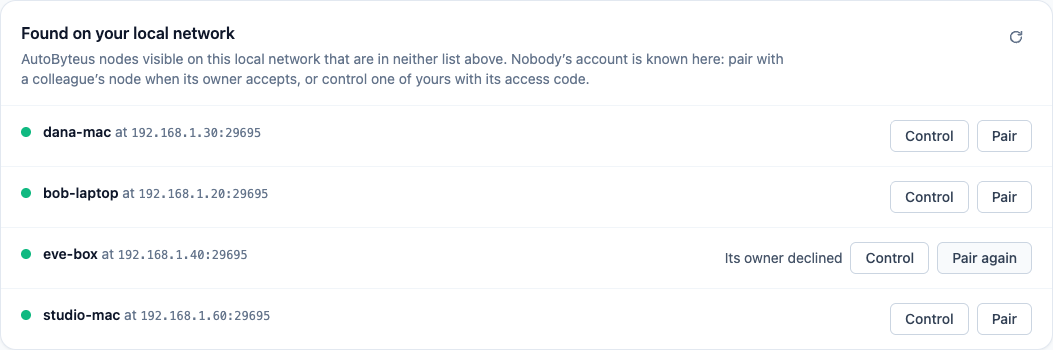 Found on your local network
AutoByteus nodes visible on this local network that are in neither list above. Nobody’s account is known here: pair with
a colleague’s node when its owner accepts, or control one of yours with its access code.
dana-mac at 192.168.1.30:29695 Control Pair
bob-laptop at 192.168.1.20:29695 Control Pair
eve-box at 192.168.1.40:29695 Its owner declined Control Pair again
studio-mac at 192.168.1.60:29695 Control Pair